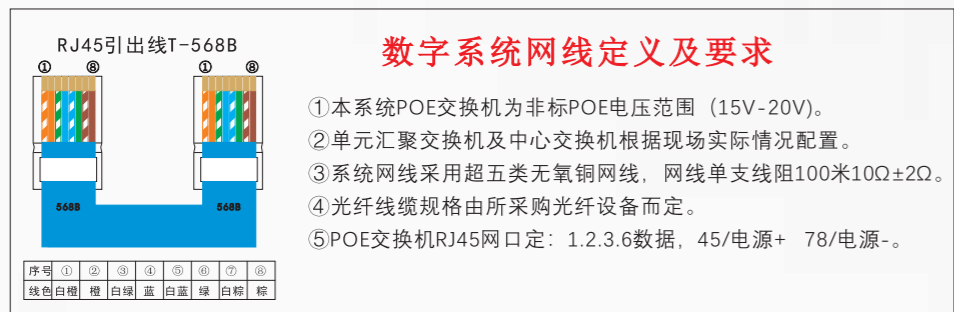 RJ45引出线T-568B
① ⑧ ① ⑧
568B 568B
序号 ① ② ③ ④ ⑤ ⑥ ⑦ ⑧
线色 白橙 橙 白绿 蓝 白蓝 绿 白粽 粽
数字系统网线定义及要求
①本系统POE交换机为非标POE电压范围 (15V-20V)。
②单元汇聚交换机及中心交换机根据现场实际情况配置。
③系统网线采用超五类无氧铜网线，网线单支线阻100米10Ω±2Ω。
④光纤线缆规格由所采购光纤设备而定。
⑤POE交换机RJ45网口定：1.2.3.6数据，45/电源+ 78/电源-。